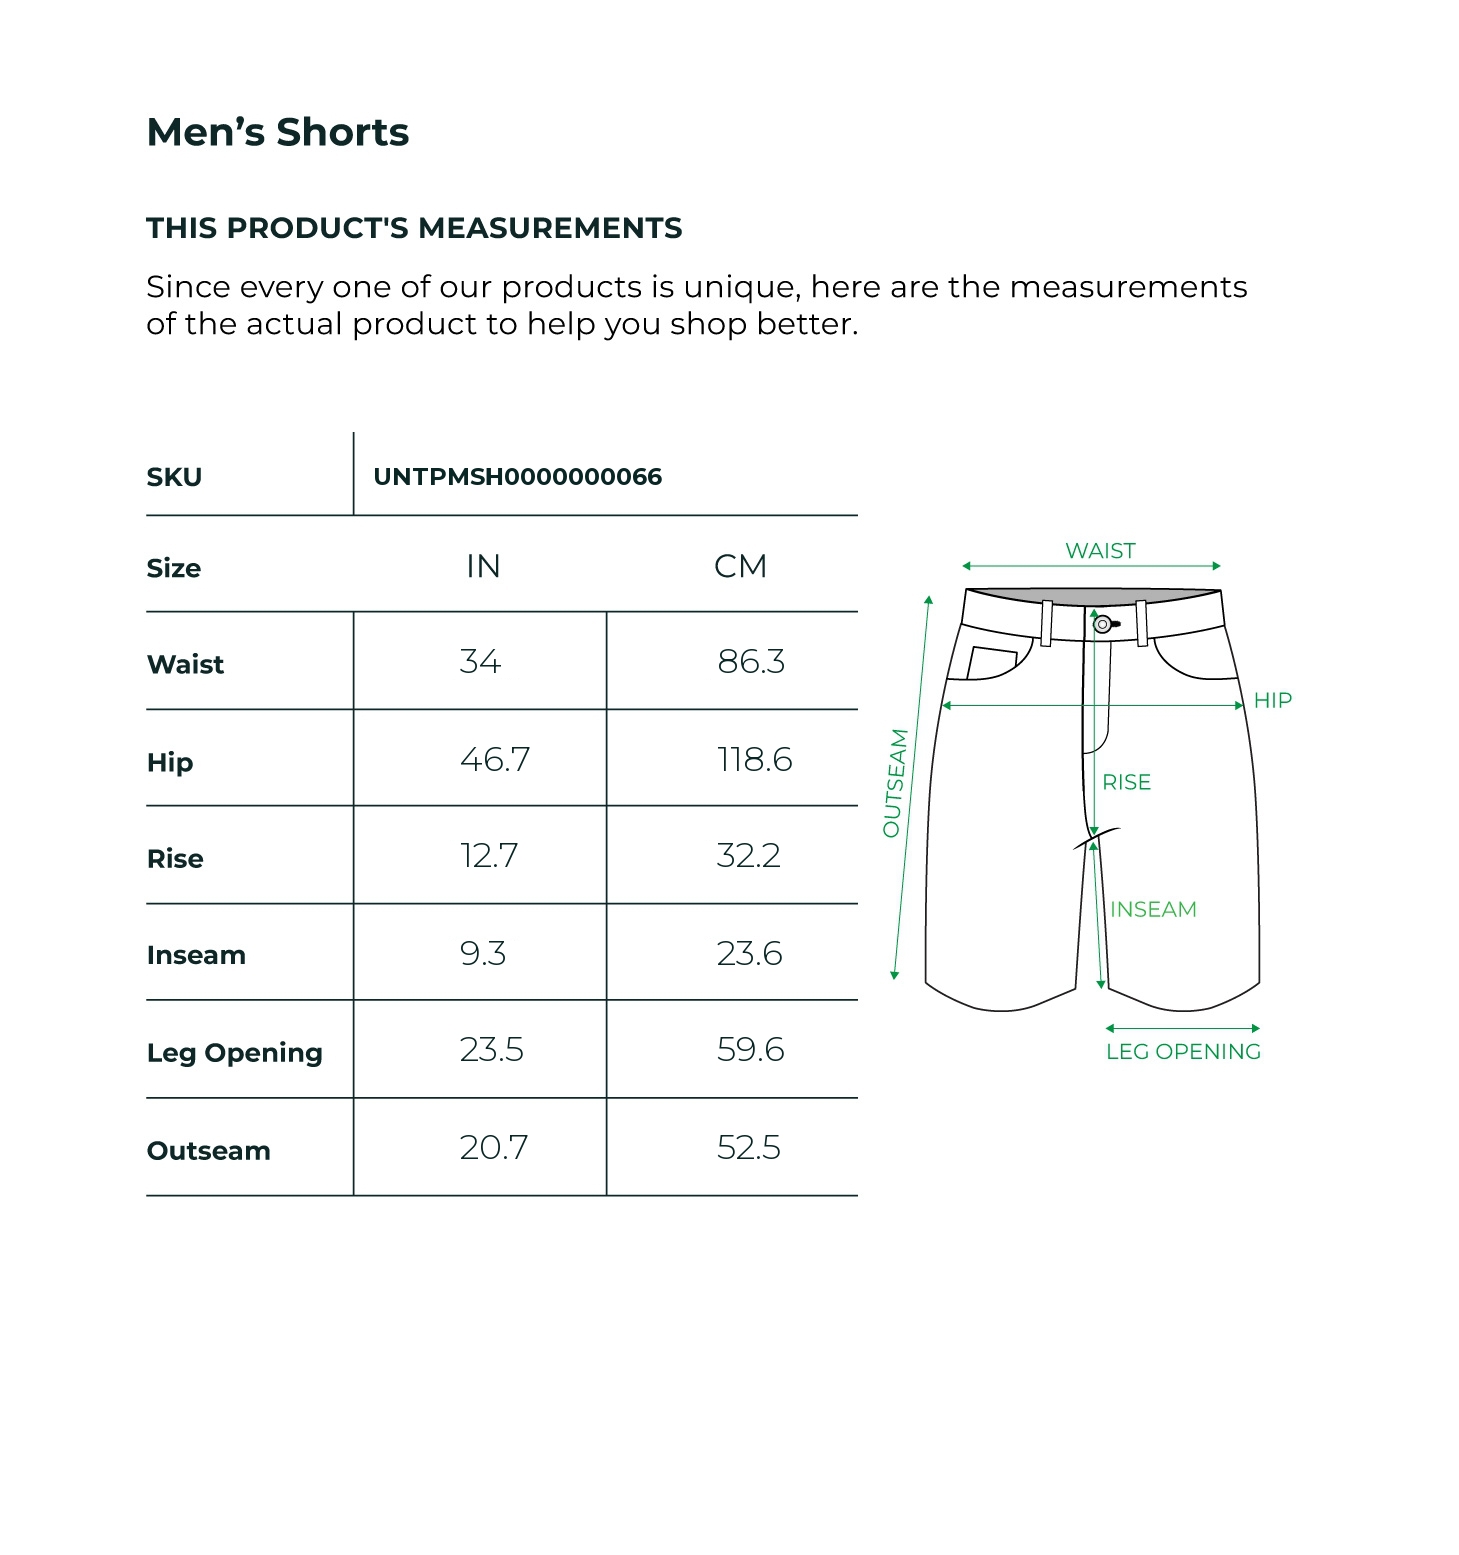 Men’s Shorts
THIS PRODUCT'S MEASUREMENTS
Since every one of our products is unique, here are the measurements
of the actual product to help you shop better.
SKU UNTPMSH0000000066
Size IN CM
Waist 34 86.3
Hip 46.7 118.6
Rise 12.7 32.2
Inseam 9.3 23.6
Leg Opening 23.5 59.6
Outseam 20.7 52.5
WAIST
HIP
OUTSEAM
RISE
INSEAM
LEG OPENING